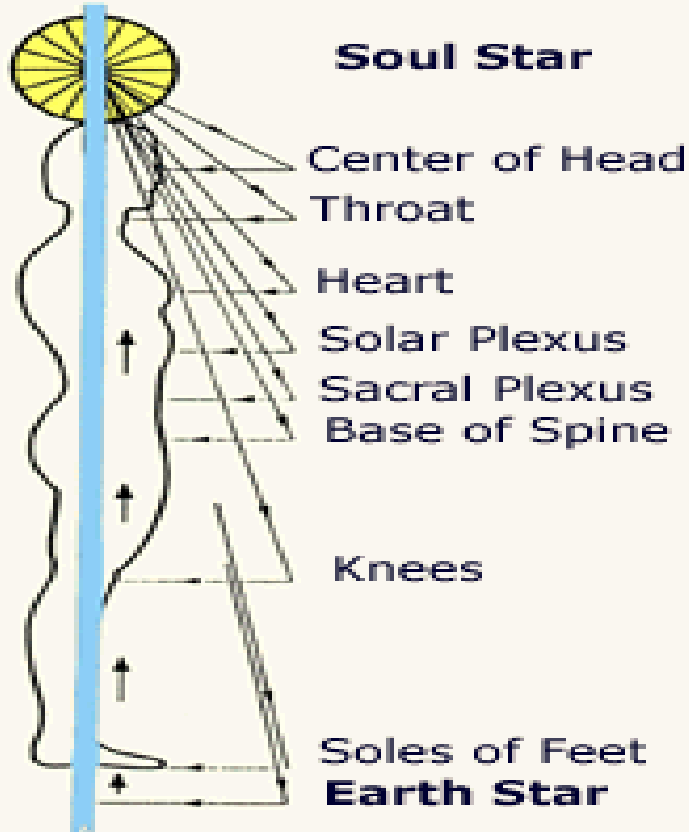 Soul Star
Center of Head
Throat
Heart
Solar Plexus
Sacral Plexus
Base of Spine
Knees
Soles of Feet
Earth Star